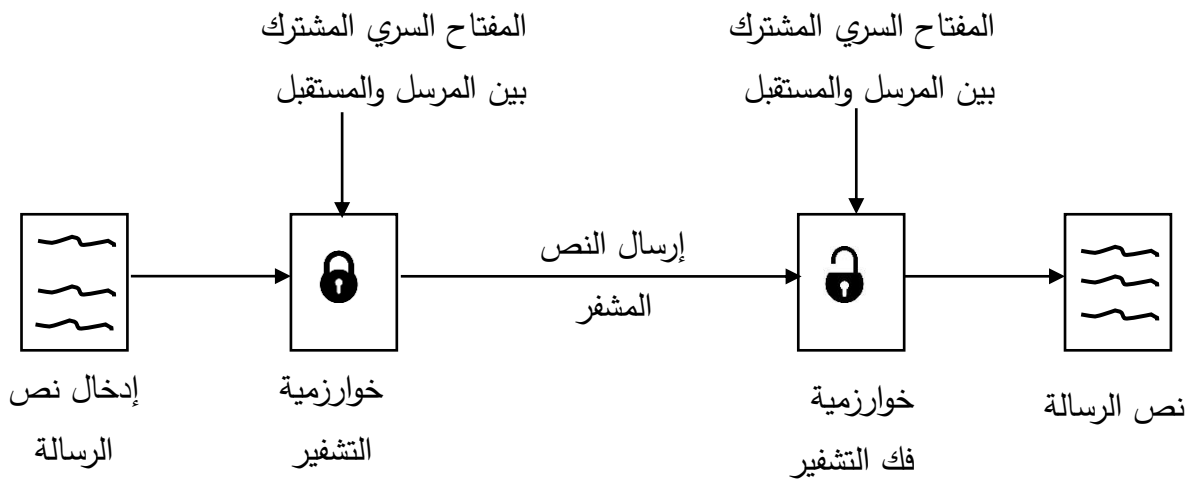 المفتاح السري المشترك
بين المرسل والمستقبل
المفتاح السري المشترك
بين المرسل والمستقبل
إرسال النص
المشفر
إدخال نص
الرسالة
خوارزمية
التشفير
خوارزمية
فك التشفير
نص الرسالة